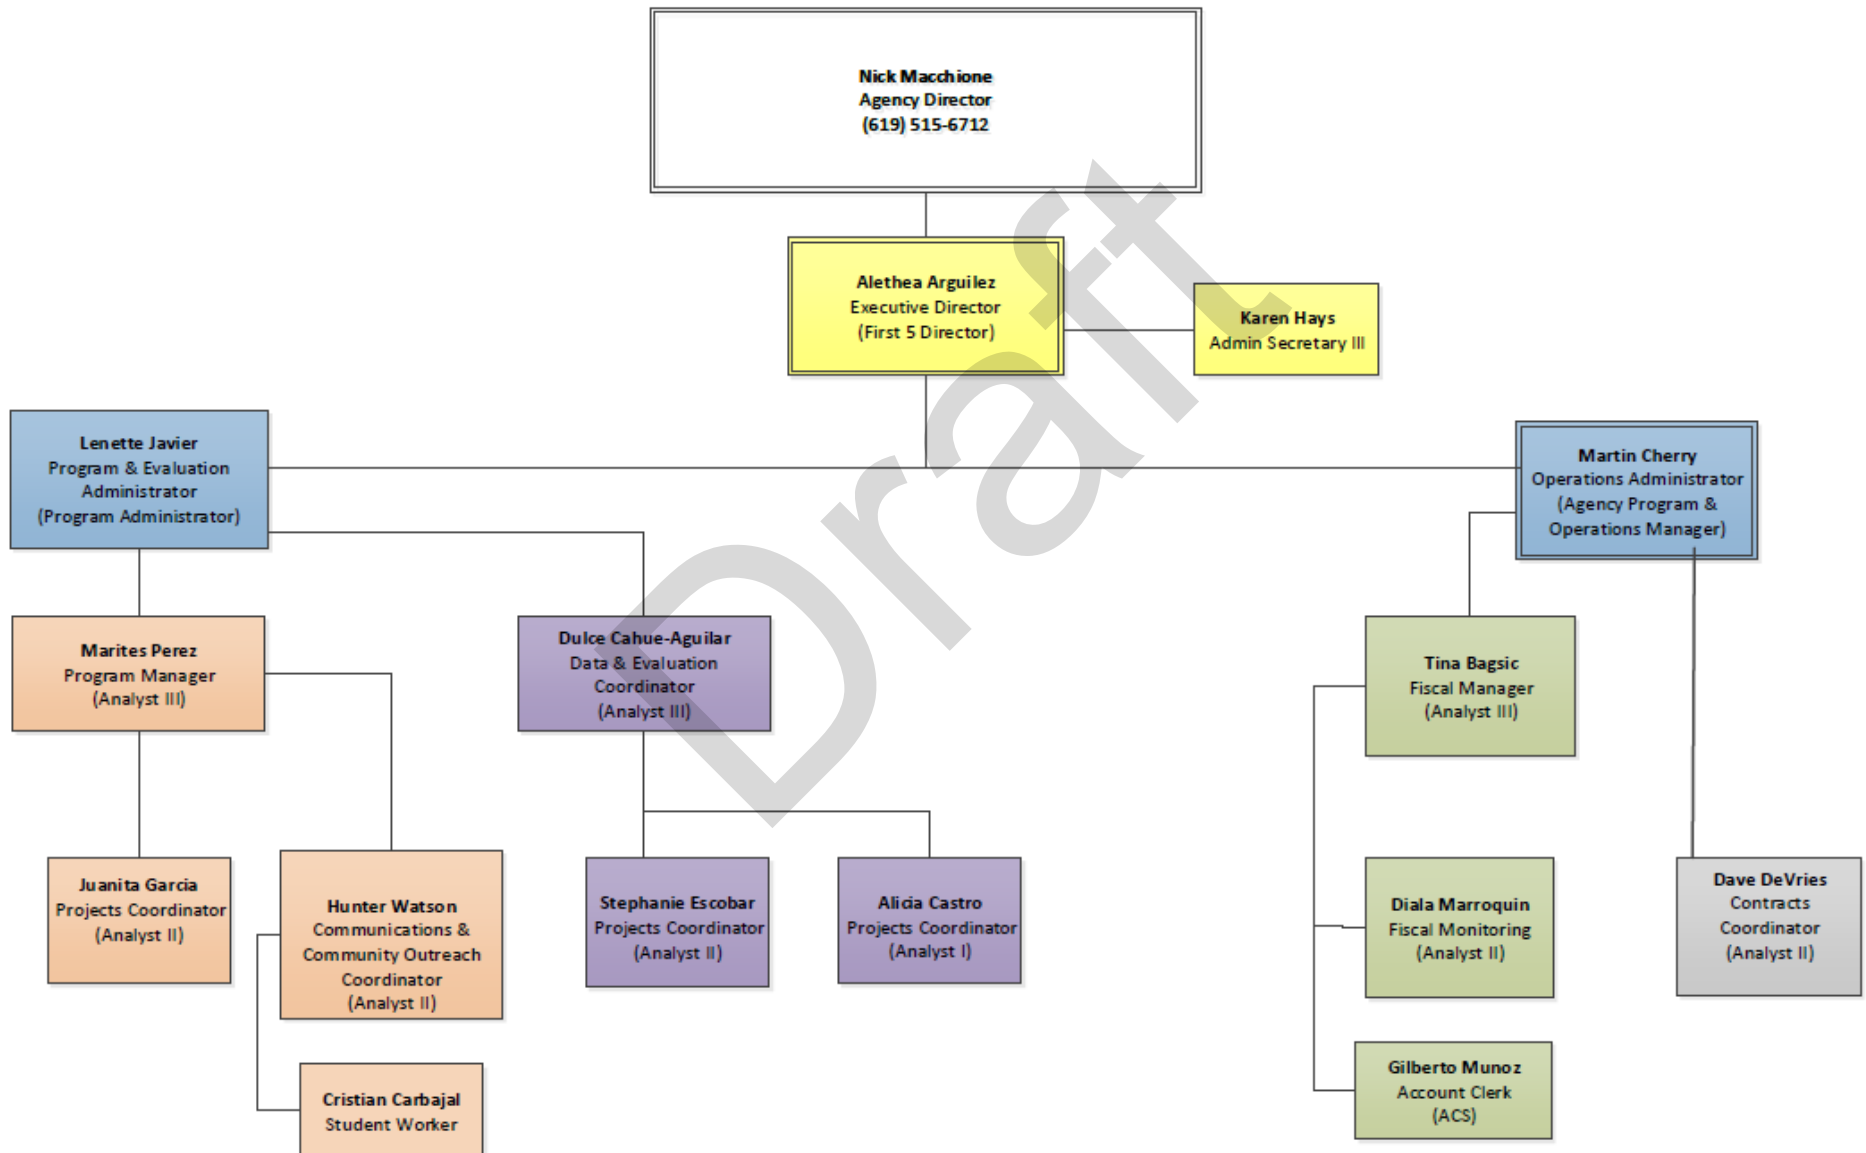 Nick Macchione
Agency Director
(619) 515-6712
Alethea Arguilez
Executive Director
(First 5 Director)
Karen Hays
Admin Secretary III
Lenette Javier
Program & Evaluation
Administrator
(Program Administrator)
Martin Cherry
Operations Administrator
(Agency Program &
Operations Manager)
Marites Perez
Program Manager
(Analyst III)
Dulce Cahue-Aguilar
Data & Evaluation
Coordinator
(Analyst III)
Tina Bagsic
Fiscal Manager
(Analyst III)
Juanita Garcia
Projects Coordinator
(Analyst II)
Hunter Watson
Communications &
Community Outreach
Coordinator
(Analyst II)
Stephanie Escobar
Projects Coordinator
(Analyst II)
Alicia Castro
Projects Coordinator
(Analyst I)
Diala Marroquin
Fiscal Monitoring
(Analyst II)
Dave DeVries
Contracts
Coordinator
(Analyst II)
Cristian Carbajal
Student Worker
Gilberto Munoz
Account Clerk
(ACS)
Draft